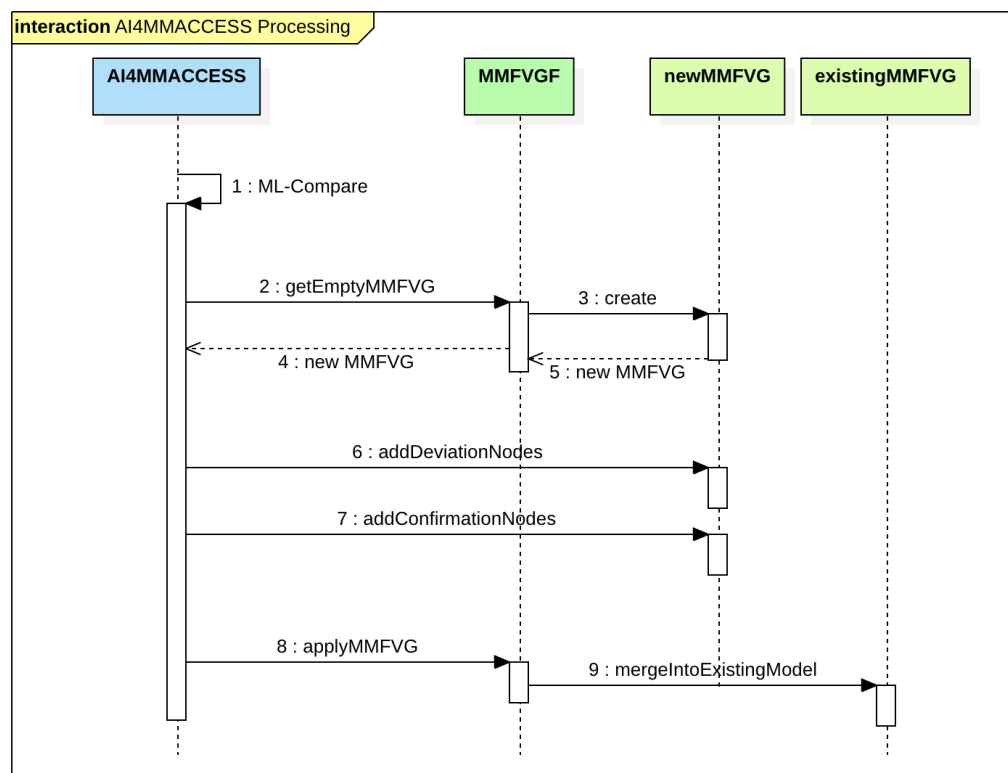 interaction AI4MMACCESS Processing
AI4MMACCESS
MMFVGF
newMMFVG
existingMMFVG
1 : ML-Compare
2 : getEmptyMMFVG
3 : create
4 : new MMFVG
5 : new MMFVG
6 : addDeviationNodes
7 : addConfirmationNodes
8 : applyMMFVG
9 : mergeIntoExistingModel